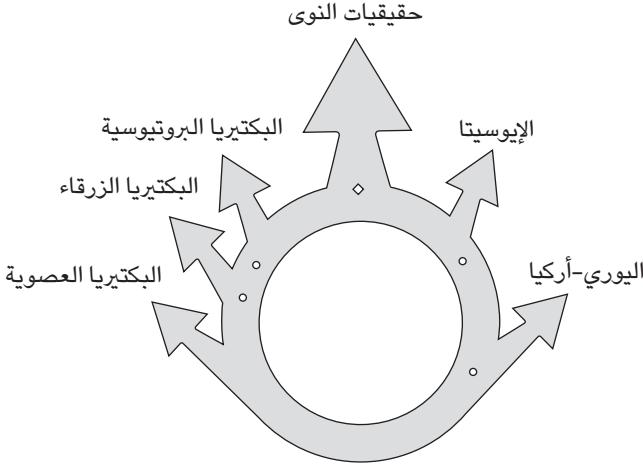 حقيقيات النوى
البكتيريا البروتيوسية
الإيوسيتا
البكتيريا الزرقاء
البكتيريا العصوية
اليوري-أركيا